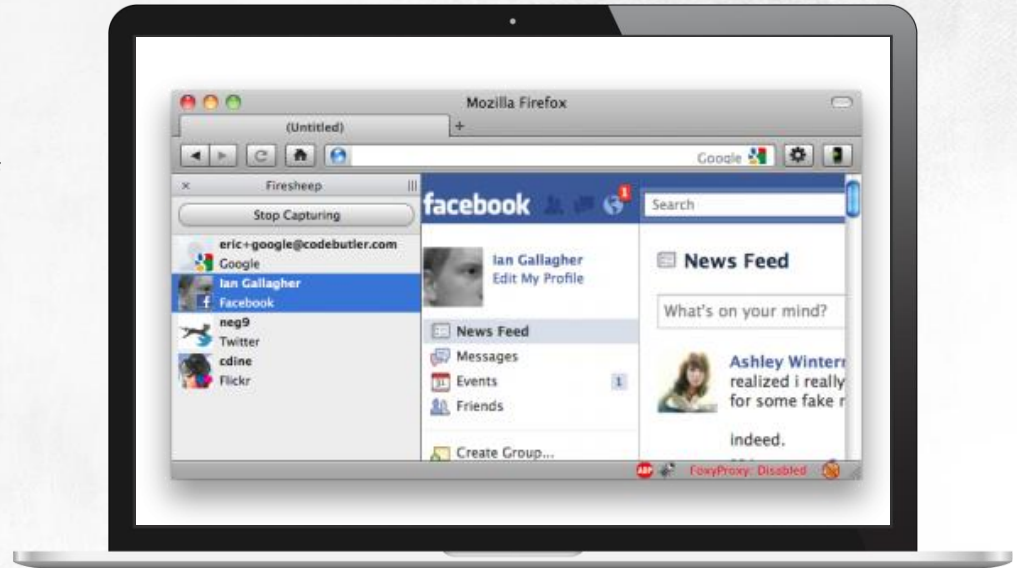 Mozilla Firefox
(Untitled)
+
Google
× Firesheep
Stop Capturing
eric+google@codebutler.com
Google
Ian Gallagher
Facebook
neg9
Twitter
cdine
Flickr
facebook
1
Search
Ian Gallagher
Edit My Profile
News Feed
Messages
31 Events 1
Friends
Create Group...
News Feed
What's on your mind?
Ashley
realized i really
for some fake
indeed.
ABP FoxyProxy: Disabled